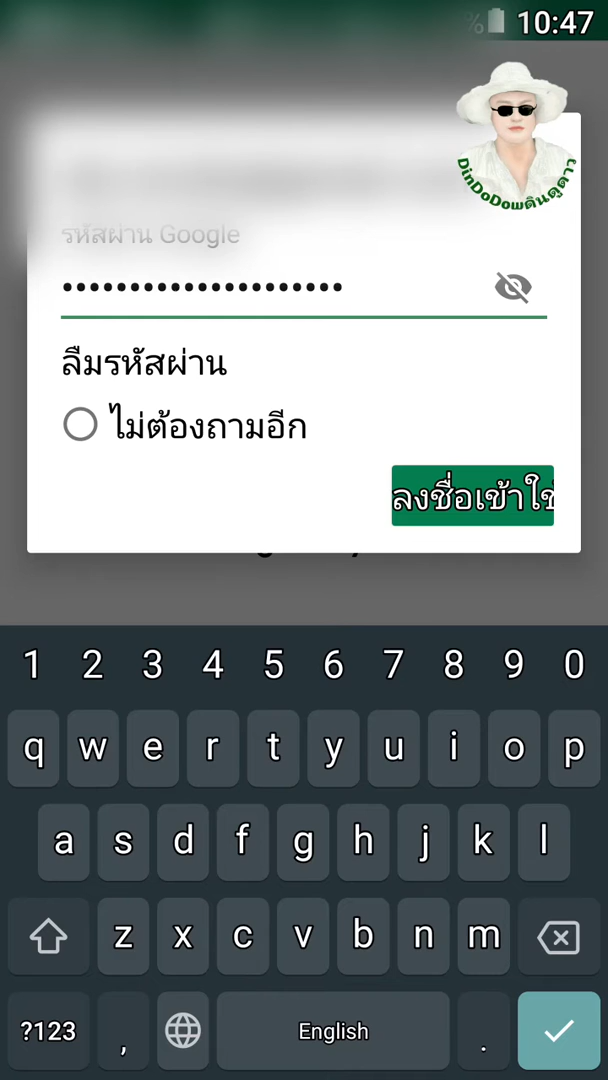 10:47
DinDoDowดินดูดาว
รหัสผ่าน Google
•••••••••••••••••••••
ลืมรหัสผ่าน
ไม่ต้องถามอีก
ลงชื่อเข้าใช้
1 2 3 4 5 6 7 8 9 0
q w e r t y u i o p
a s d f g h j k l
z x c v b n m
?123 , English .